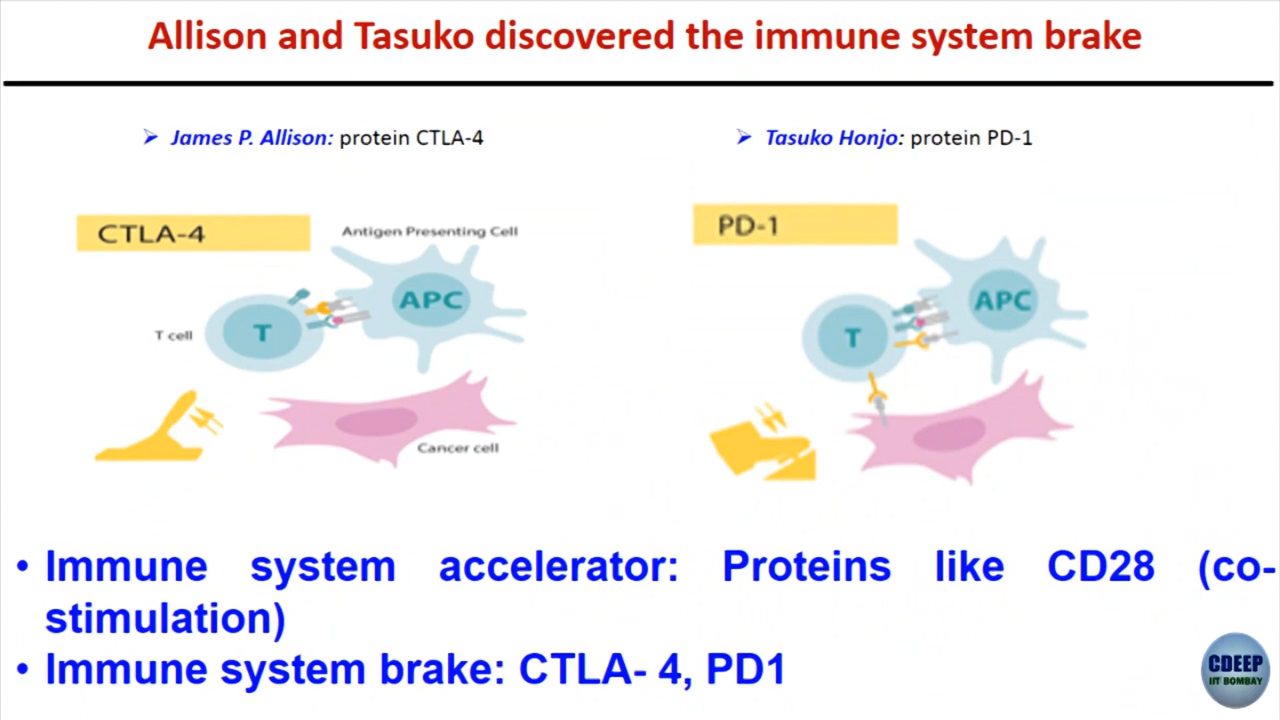 Allison and Tasuko discovered the immune system brake
➢ James P. Allison: protein CTLA-4
➢ Tasuko Honjo: protein PD-1
CTLA-4
Antigen Presenting Cell
APC
T
T cell
Cancer cell
PD-1
APC
T
• Immune system accelerator: Proteins like CD28 (co-
stimulation)
• Immune system brake: CTLA- 4, PD1
CDEEP
IIT BOMBAY